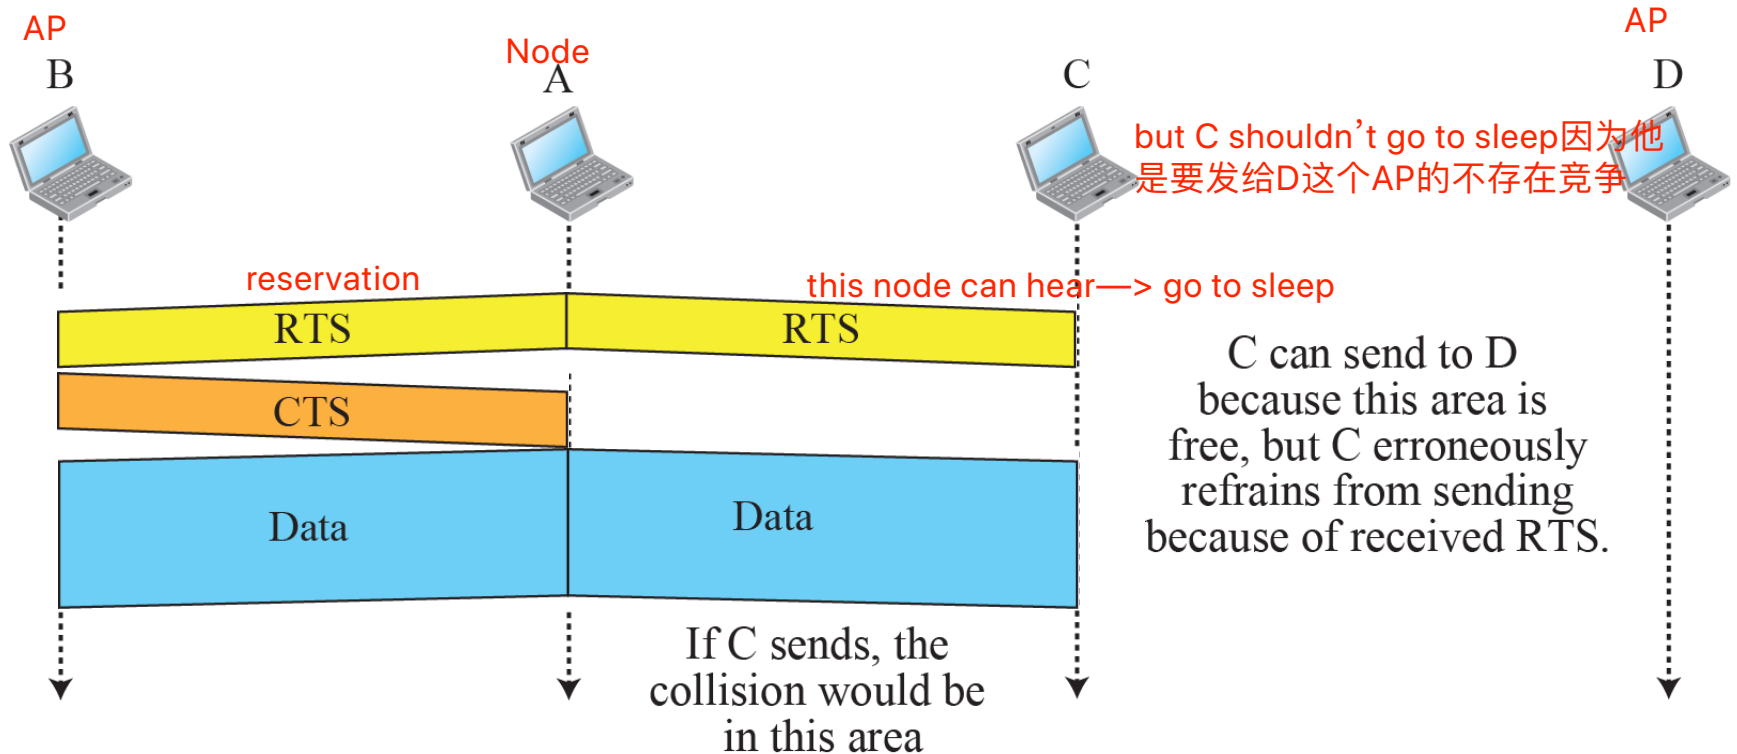 AP
AP
Node
B
A
C
D
but C shouldn’t go to sleep因为他
是要发给D这个AP的不存在竞争
reservation
this node can hear—> go to sleep
RTS
RTS
CTS
Data
Data
C can send to D
because this area is
free, but C erroneously
refrains from sending
because of received RTS.
If C sends, the
collision would be
in this area